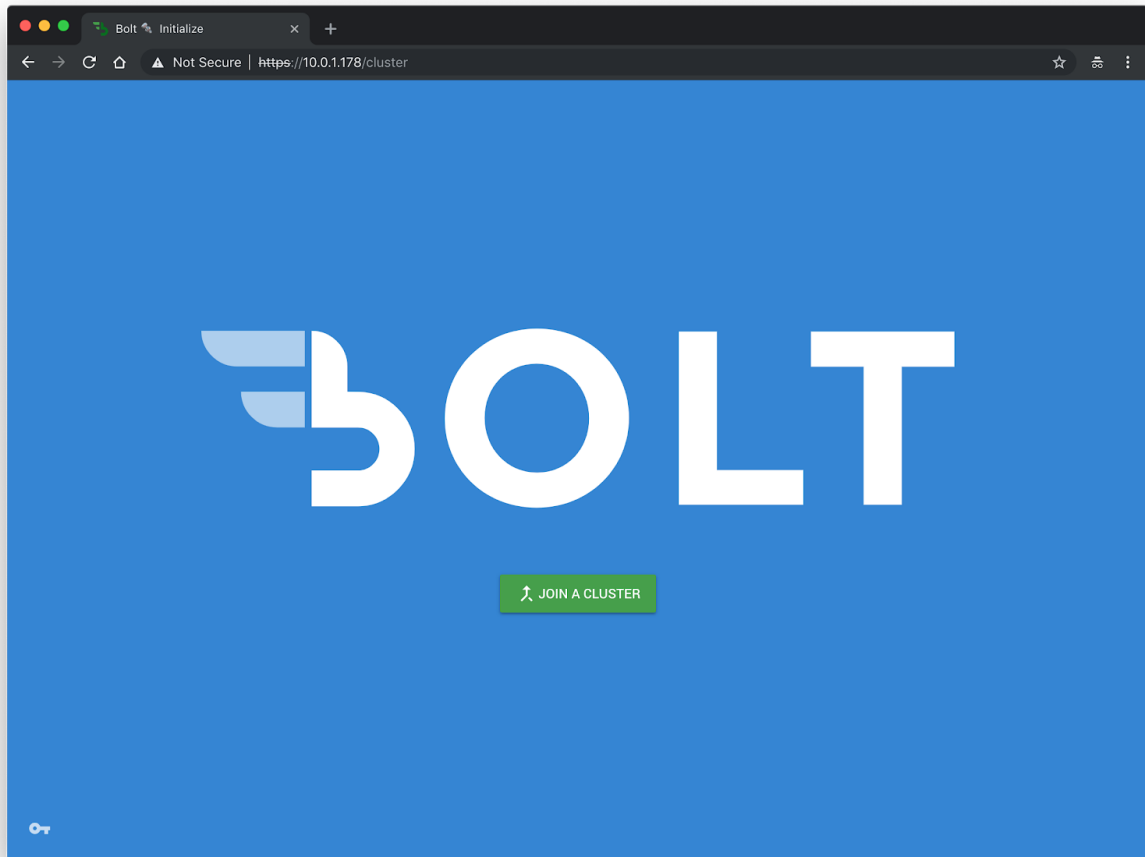 Bolt 🔩 Initialize
Not Secure | https://10.0.1.178/cluster
BOLT
JOIN A CLUSTER